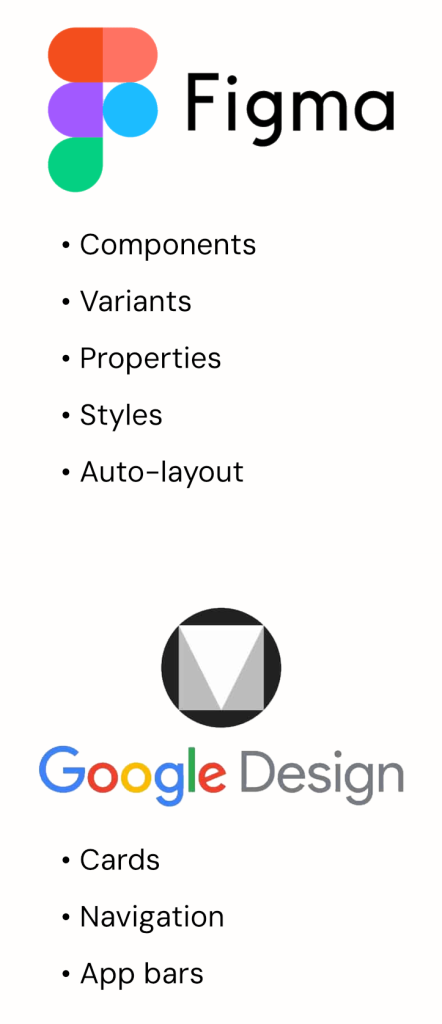 Figma
• Components
• Variants
• Properties
• Styles
• Auto-layout
Google Design
• Cards
• Navigation
• App bars